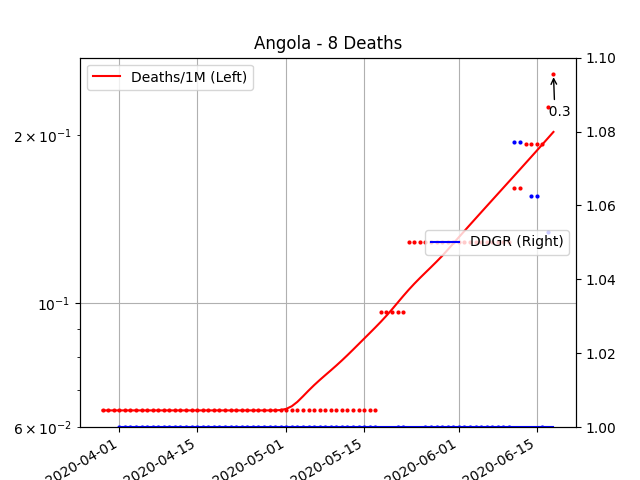 Angola - 8 Deaths
Deaths/1M (Left)
DDGR (Right)
0.3
2 × 10⁻¹
10⁻¹
6 × 10⁻²
1.10
1.08
1.06
1.04
1.02
1.00
2020-04-01
2020-04-15
2020-05-01
2020-05-15
2020-06-01
2020-06-15